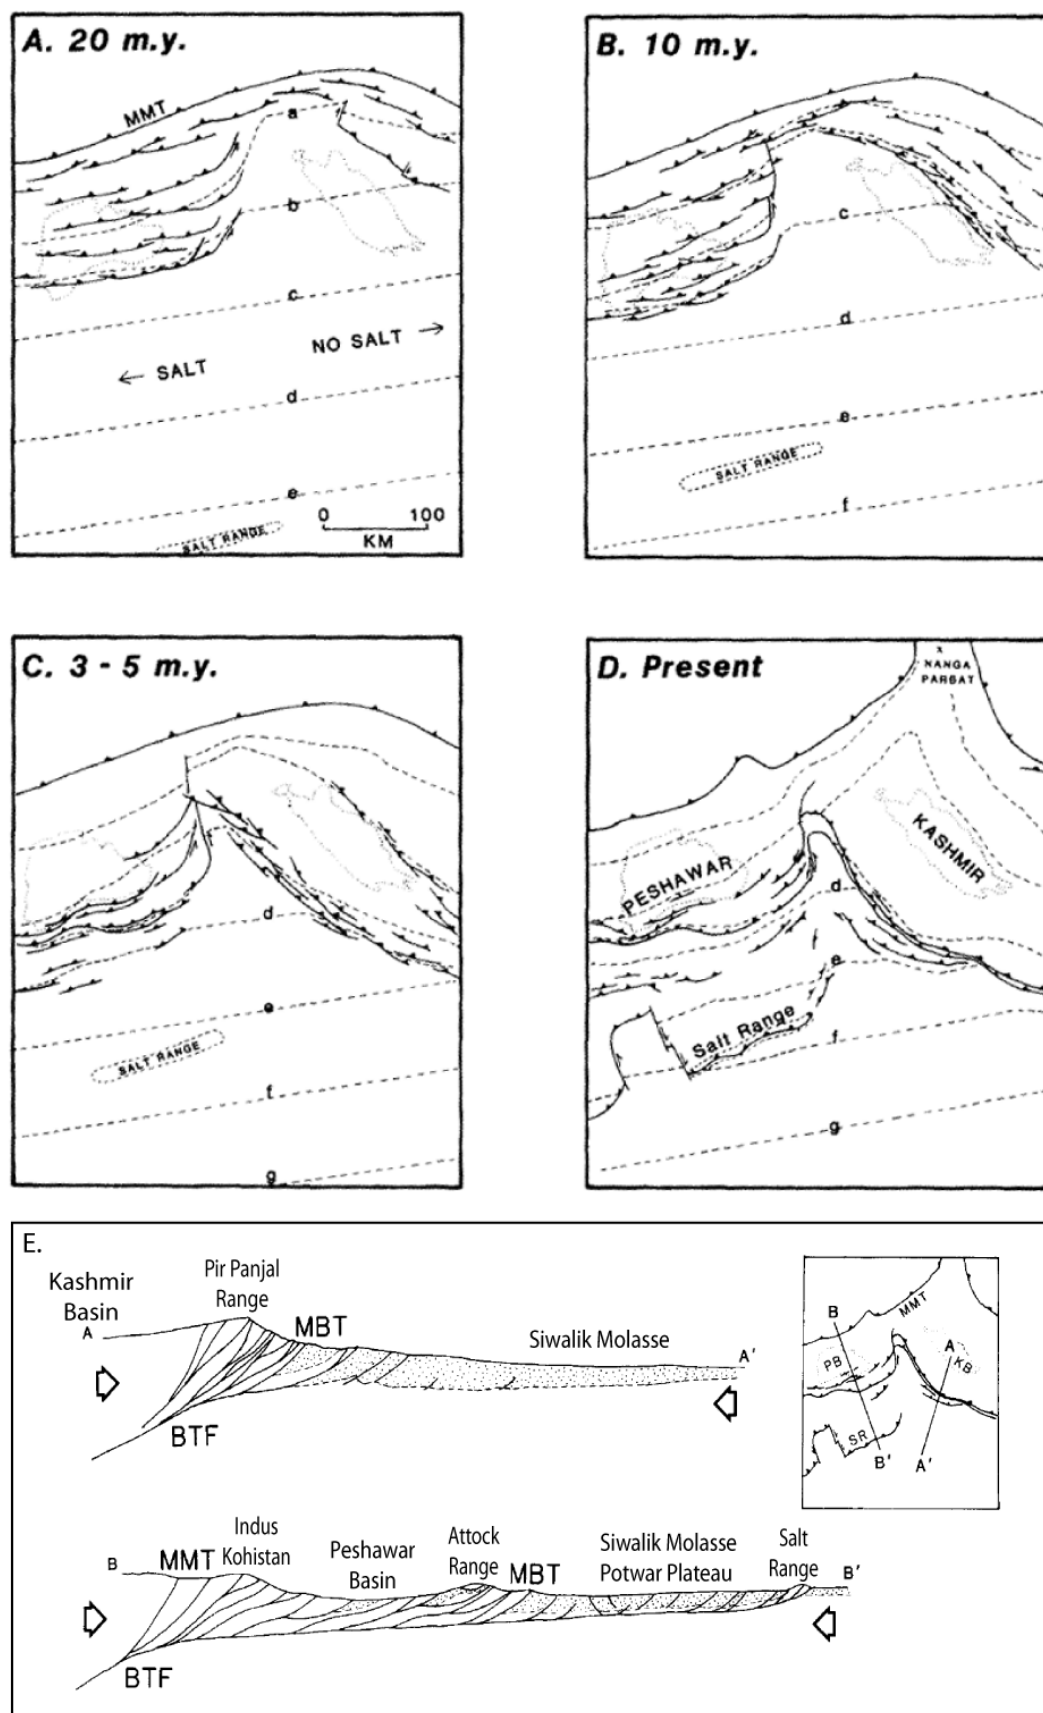 A. 20 m.y.
MMT
a
b
c
NO SALT
SALT
d
e
0 100
KM
SALT RANGE
B. 10 m.y.
c
d
e
SALT RANGE
f
C. 3 - 5 m.y.
c
d
e
SALT RANGE
f
g
D. Present
x
NANGA
PARBAT
KASHMIR
PESHAWAR
d
e
Salt Range
f
g
E.
Kashmir
Basin
Pir Panjal
Range
A
MBT
Siwalik Molasse
A'
BTF
B
MMT
PB
A
KB
SR
B'
A'
B
MMT
Indus
Kohistan
Peshawar
Basin
Attock
Range
MBT
Siwalik Molasse
Potwar Plateau
Salt
Range
B'
BTF